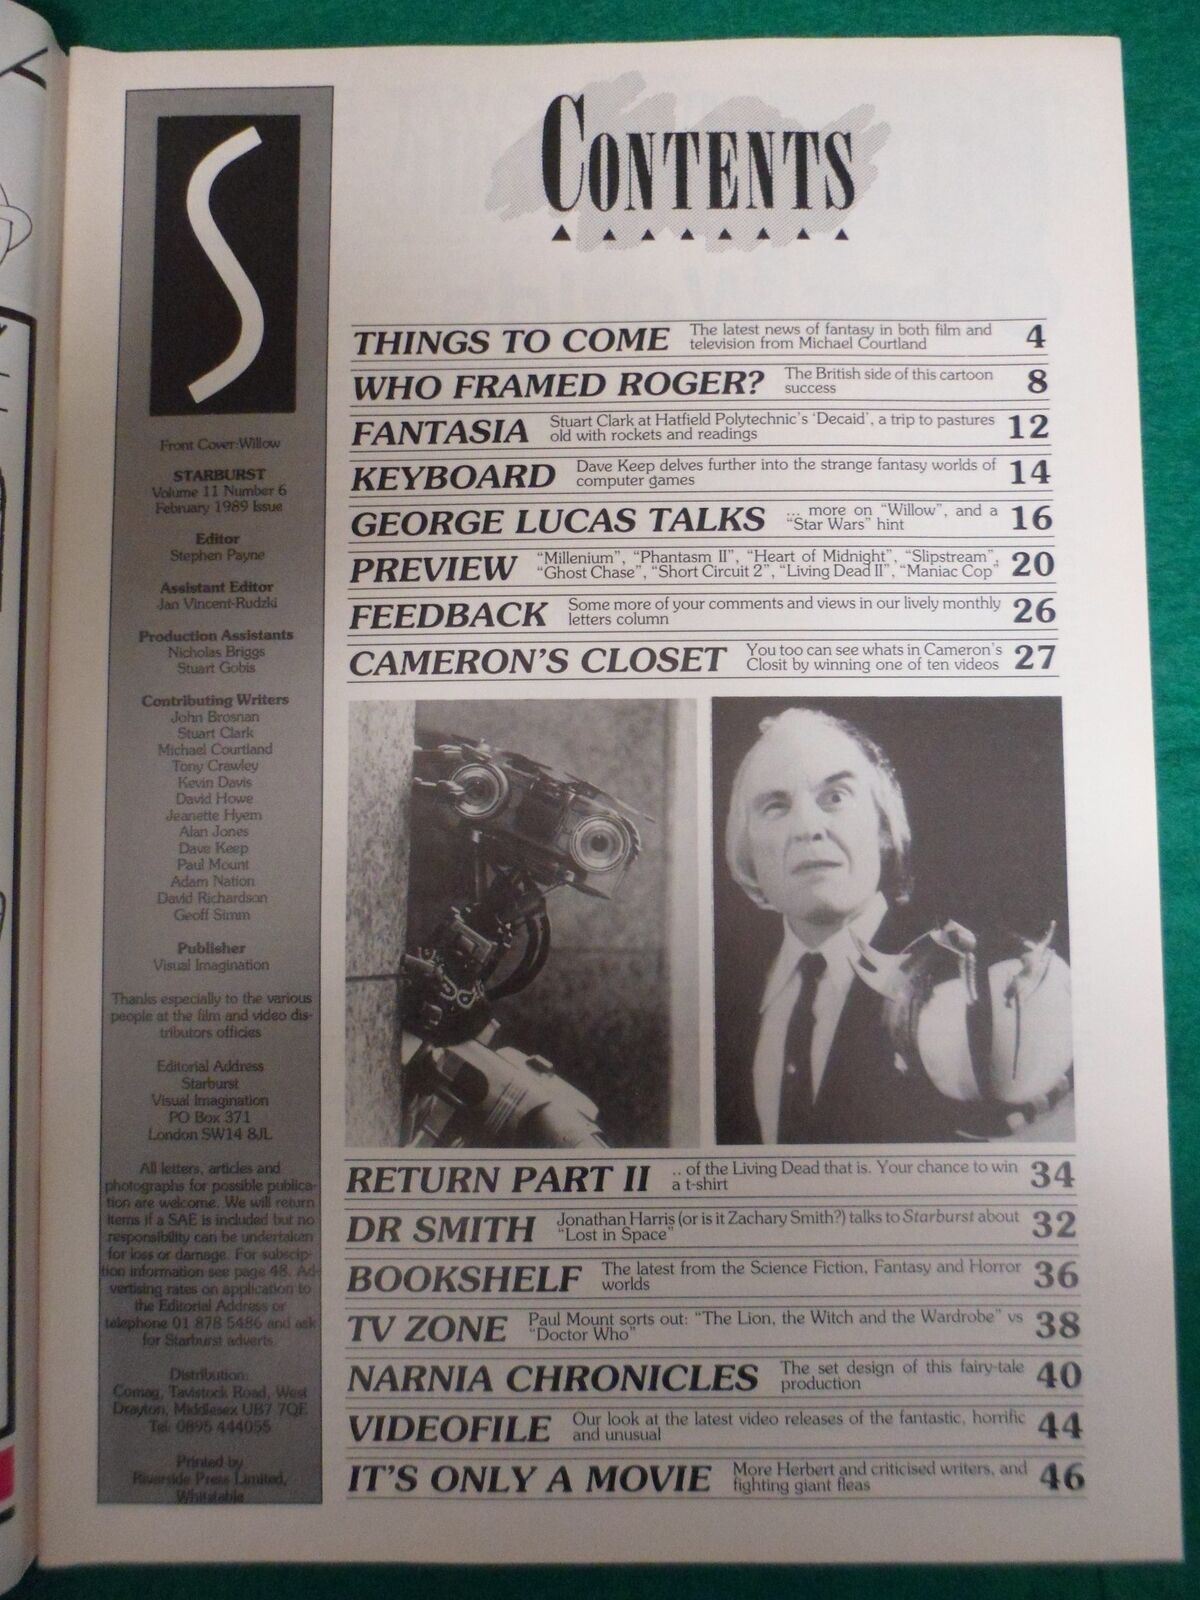 Front Cover:Willow
STARBURST
Volume 11 Number 6
February 1989 Issue
Editor
Stephen Payne
Assistant Editor
Jan Vincent-Rudzki
Production Assistants
Nicholas Briggs
Stuart Gobis
Contributing Writers
John Brosnan
Stuart Clark
Michael Courtland
Tony Crawley
Kevin Davis
David Howe
Jeanette Hyem
Alan Jones
Dave Keep
Paul Mount
Adam Nation
David Richardson
Geoff Simm
Publisher
Visual Imagination
Thanks especially to the various
people at the film and video dis-
tributors officies
Editorial Address
Starburst
Visual Imagination
PO Box 371
London SW14 8JL
All letters, articles and
photographs for possible publica-
tion are welcome. We will return
items if a SAE is included but no
responsibility can be undertaken
for loss or damage. For subscip-
tion information see page 48. Ad-
vertising rates on application to
the Editorial Address or
telephone 01 878 5486 and ask
for Starburst adverts.
Distribution:
Comag, Tavistock Road, West
Drayton, Middlesex UB7 7QE
Tel: 0895 444055
Printed by
Riverside Press Limited,
Whitstable
CONTENTS
THINGS TO COME The latest news of fantasy in both film and 4
television from Michael Courtland
WHO FRAMED ROGER? The British side of this cartoon 8
success
FANTASIA Stuart Clark at Hatfield Polytechnic's 'Decaid', a trip to pastures 12
old with rockets and readings
KEYBOARD Dave Keep delves further into the strange fantasy worlds of 14
computer games
GEORGE LUCAS TALKS ... more on "Willow", and a 16
"Star Wars" hint
PREVIEW "Millenium", "Phantasm II", "Heart of Midnight", "Slipstream", 20
"Ghost Chase", "Short Circuit 2", "Living Dead II", "Maniac Cop"
FEEDBACK Some more of your comments and views in our lively monthly 26
letters column
CAMERON'S CLOSET You too can see whats in Cameron's 27
Closit by winning one of ten videos
RETURN PART II .. of the Living Dead that is. Your chance to win 34
a t-shirt
DR SMITH Jonathan Harris (or is it Zachary Smith?) talks to Starburst about 32
"Lost in Space"
BOOKSHELF The latest from the Science Fiction, Fantasy and Horror 36
worlds
TV ZONE Paul Mount sorts out: "The Lion, the Witch and the Wardrobe" vs 38
"Doctor Who"
NARNIA CHRONICLES The set design of this fairy-tale 40
production
VIDEOFILE Our look at the latest video releases of the fantastic, horrific 44
and unusual
IT'S ONLY A MOVIE More Herbert and criticised writers, and 46
fighting giant fleas